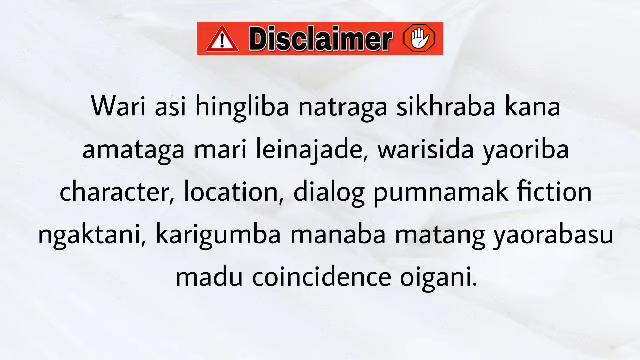 Disclaimer
Wari asi hingliba natraga sikhraba kana
amataga mari leinajade, warisida yaoriba
character, location, dialog pumnamak fiction
ngaktani, karigumba manaba matang yaorabasu
madu coincidence oigani.